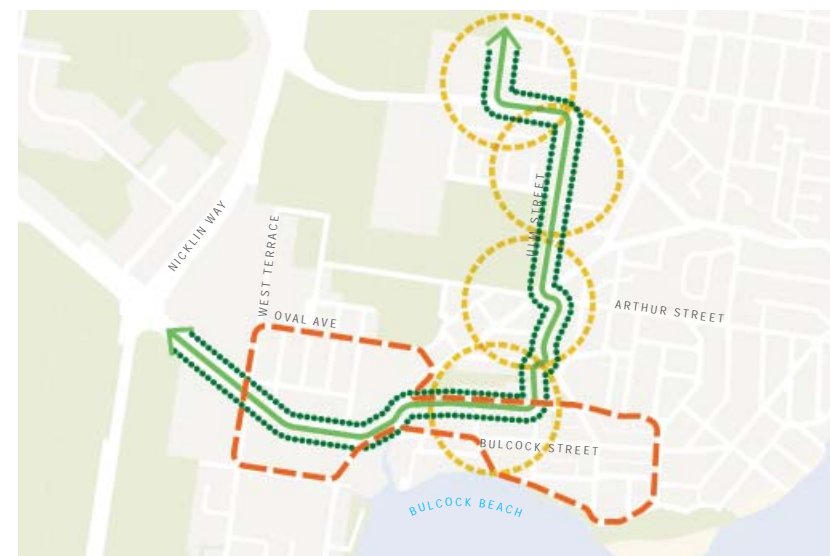 NICKLIN WAY
WEST TERRACE
OVAL AVE
ULM STREET
ARTHUR STREET
BULCOCK STREET
BULCOCK BEACH